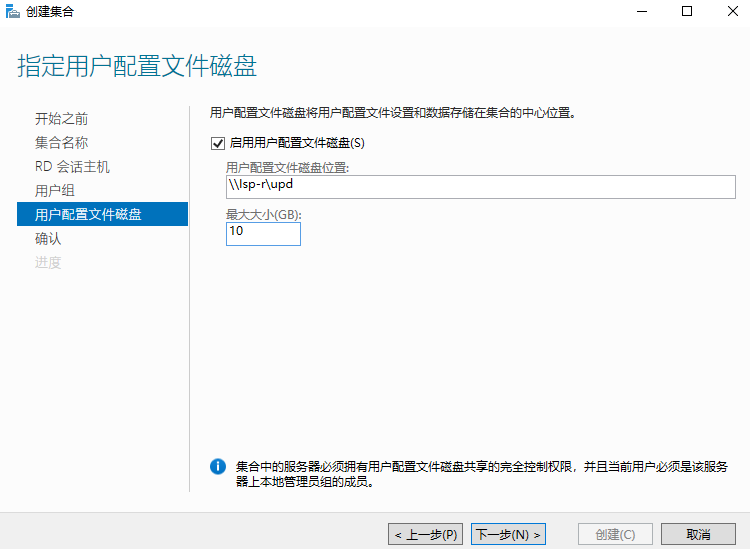 创建集合
指定用户配置文件磁盘
开始之前
集合名称
RD 会话主机
用户组
用户配置文件磁盘
确认
进度
用户配置文件磁盘将用户配置文件设置和数据存储在集合的中心位置。
启用用户配置文件磁盘(S)
用户配置文件磁盘位置:
\\lsp-r\upd
最大大小(GB):
10
集合中的服务器必须拥有用户配置文件磁盘共享的完全控制权限，并且当前用户必须是该服务
器上本地管理员组的成员。
< 上一步(P)
下一步(N) >
创建(C)
取消